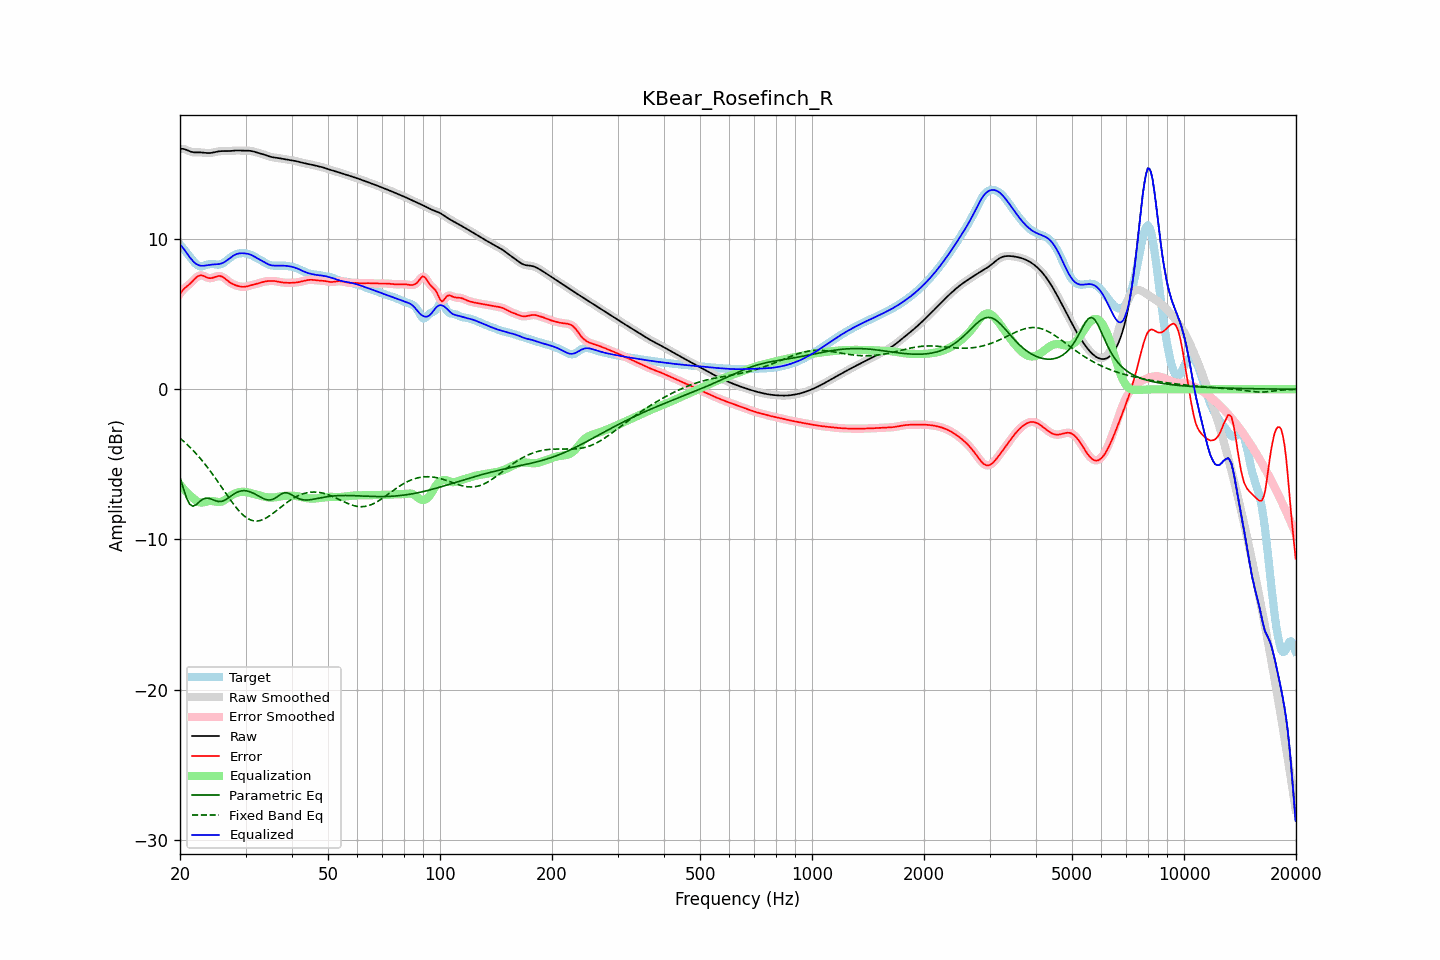 KBear_Rosefinch_R
Amplitude (dBr)
10
0
−10
−20
−30
Target
Raw Smoothed
Error Smoothed
Raw
Error
Equalization
Parametric Eq
Fixed Band Eq
Equalized
20
50
100
200
500
1000
2000
5000
10000
20000
Frequency (Hz)